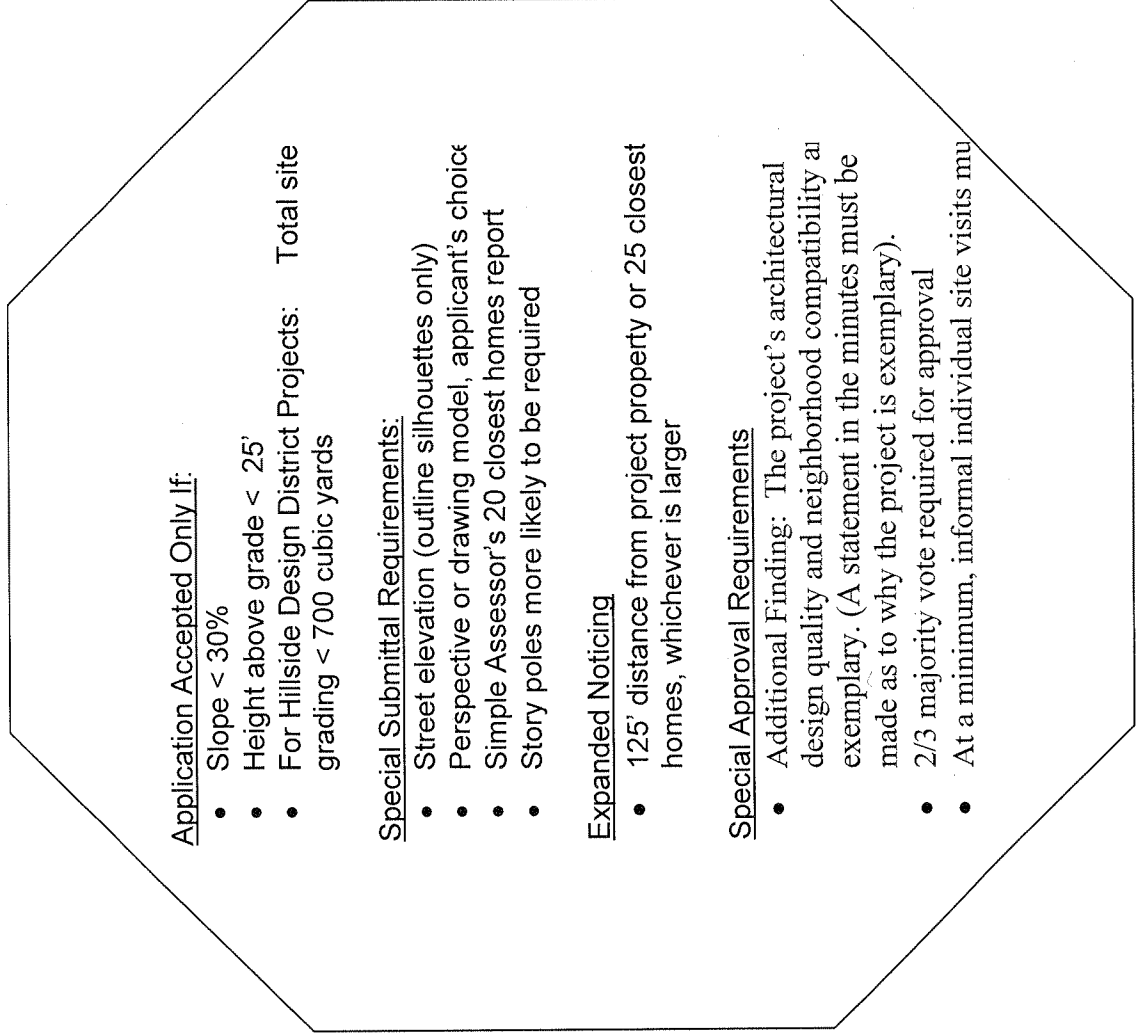 Application Accepted Only If:
• Slope < 30%
• Height above grade < 25'
• For Hillside Design District Projects: Total site
grading < 700 cubic yards
Special Submittal Requirements:
• Street elevation (outline silhouettes only)
• Perspective or drawing model, applicant's choice
• Simple Assessor's 20 closest homes report
• Story poles more likely to be required
Expanded Noticing
• 125' distance from project property or 25 closest
homes, whichever is larger
Special Approval Requirements
• Additional Finding: The project's architectural
design quality and neighborhood compatibility
exemplary. (A statement in the minutes must be
made as to why the project is exemplary).
• 2/3 majority vote required for approval
• At a minimum, informal individual site visits